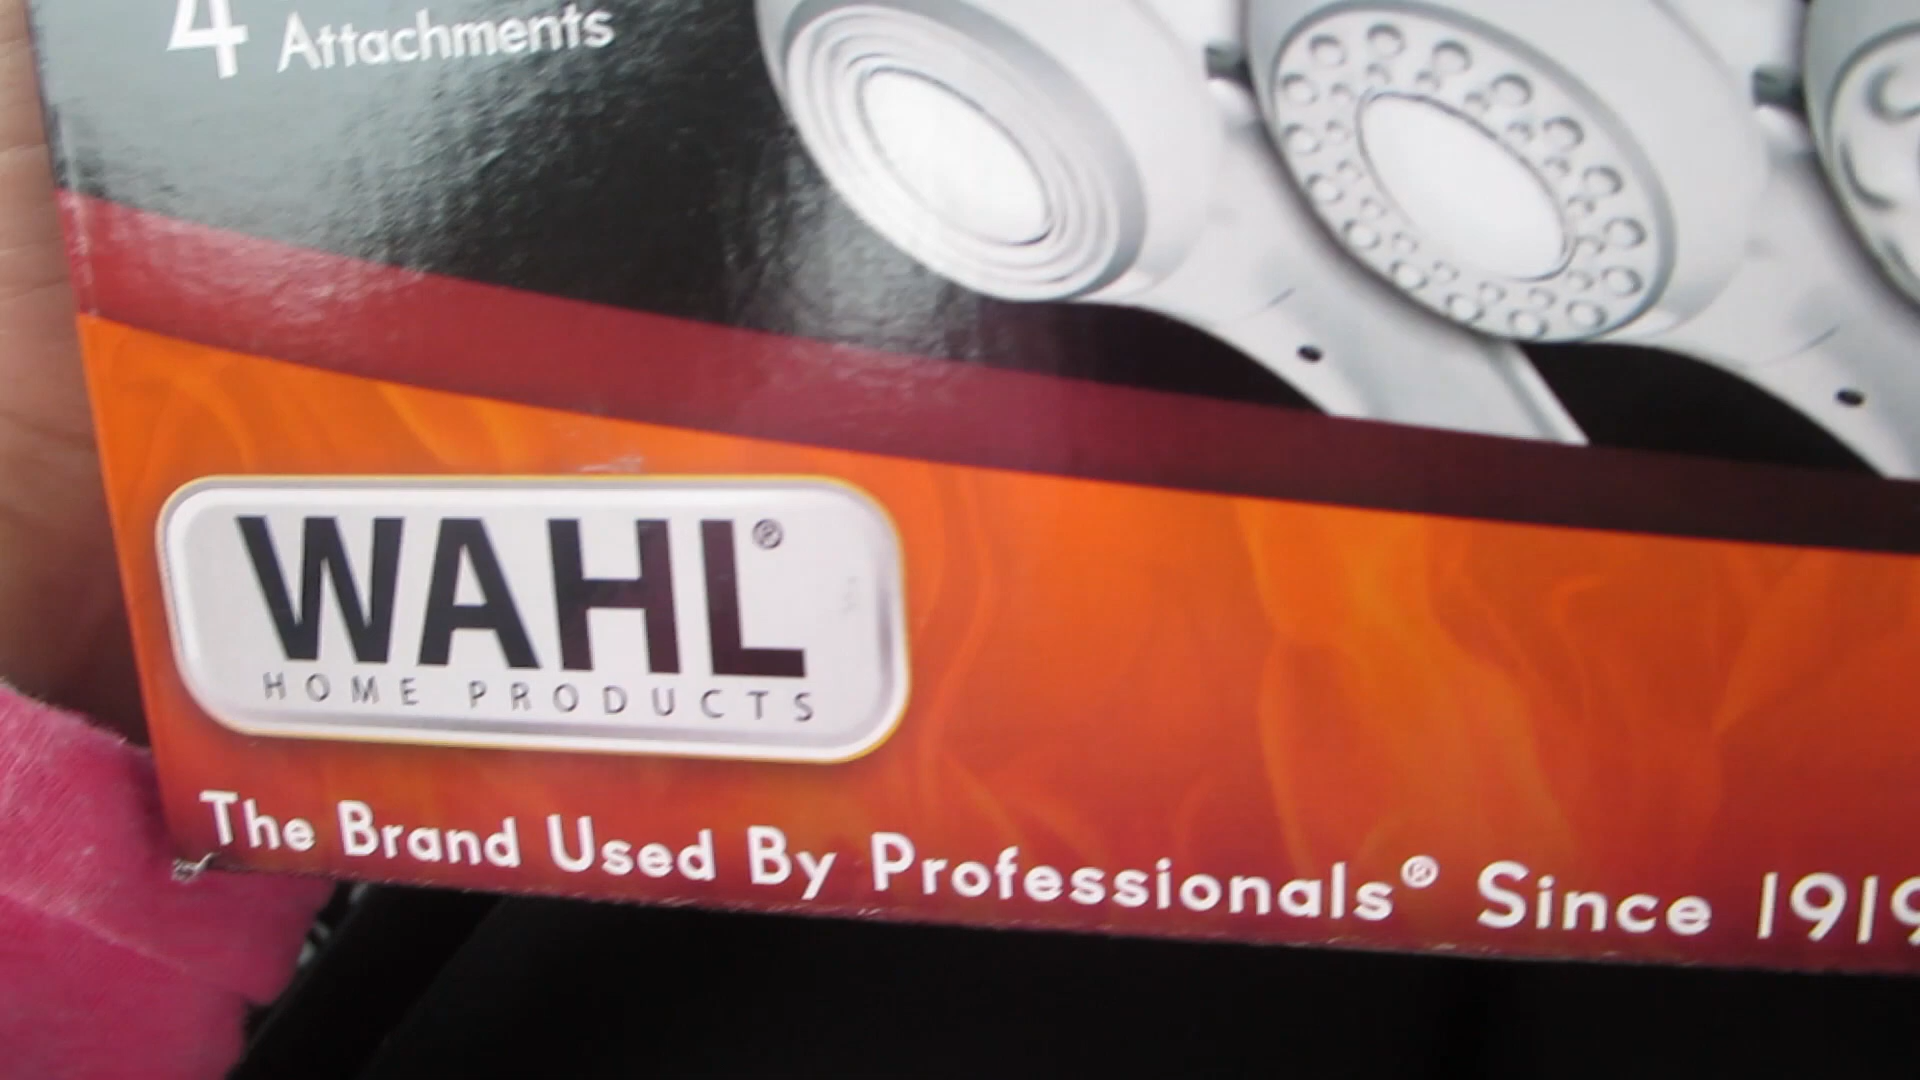 4 Attachments
WAHL®
HOME PRODUCTS
The Brand Used By Professionals® Since 1919